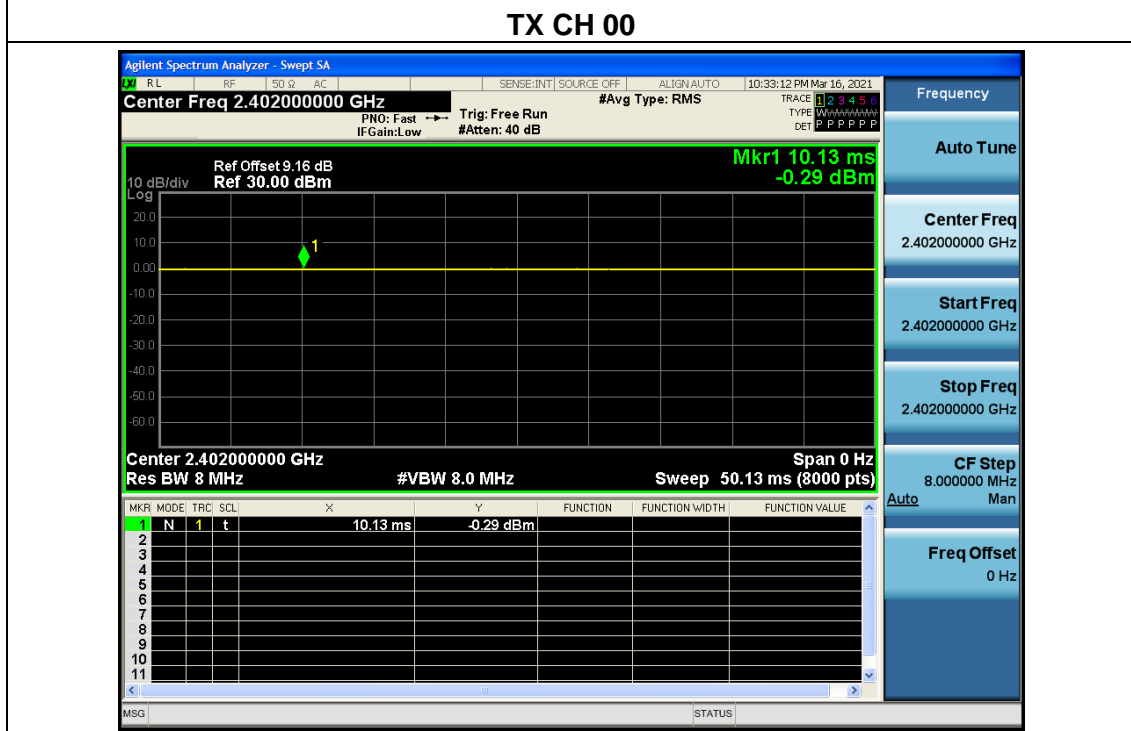 TX CH 00
Agilent Spectrum Analyzer - Swept SA
LXI RL RF 50 Ω AC SENSE:INT SOURCE OFF ALIGN AUTO 10:33:12 PM Mar 16, 2021
Center Freq 2.402000000 GHz #Avg Type: RMS TRACE 1 2 3 4 5 6
PNO: Fast Trig: Free Run TYPE WWWWWW
IFGain:Low #Atten: 40 dB DET P P P P P P
Mkr1 10.13 ms
-0.29 dBm
Ref Offset 9.16 dB
10 dB/div Ref 30.00 dBm
Log
20.0
10.0
1
0.00
-10.0
-20.0
-30.0
-40.0
-50.0
-60.0
Center 2.402000000 GHz Span 0 Hz
Res BW 8 MHz #VBW 8.0 MHz Sweep 50.13 ms (8000 pts)
MKR MODE TRC SCL X Y FUNCTION FUNCTION WIDTH FUNCTION VALUE
1 N 1 t 10.13 ms -0.29 dBm
2
3
4
5
6
7
8
9
10
11
MSG STATUS
Frequency
Auto Tune
Center Freq
2.402000000 GHz
Start Freq
2.402000000 GHz
Stop Freq
2.402000000 GHz
CF Step
8.000000 MHz
Auto Man
Freq Offset
0 Hz